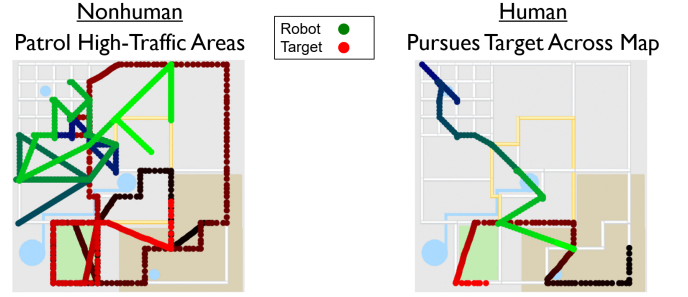 Nonhuman
Patrol High-Traffic Areas
Robot
Target
Human
Pursues Target Across Map